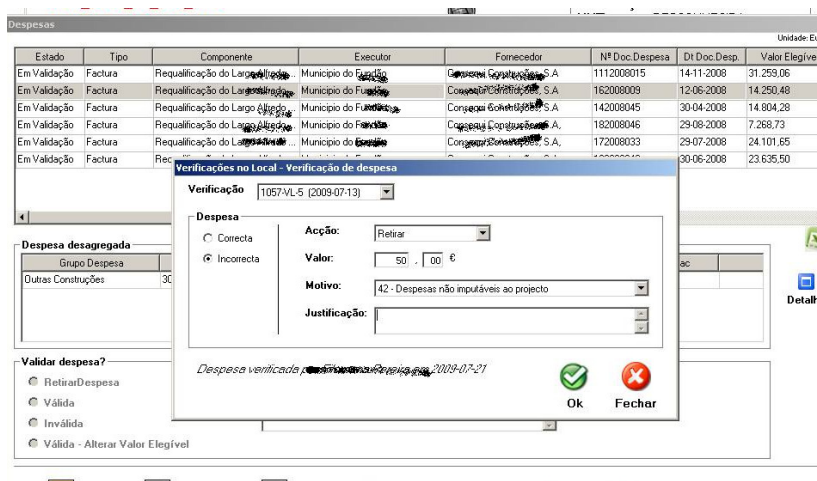 Despesas
Unidade: Eu
Estado Tipo Componente Executor Fornecedor Nº Doc.Despesa Dt Doc.Desp. Valor Elegíve
Em Validação Factura Requalificação do Largo Municipio do S.A 1112008015 14-11-2008 31.259,06
Em Validação Factura Requalificação do Municipio do S.A, 162008009 12-06-2008 14.250,48
Em Validação Factura Requalificação do Largo Municipio do S.A, 142008045 30-04-2008 14.804,28
Em Validação Factura Requalificação do Largo ... Municipio do S.A, 182008046 29-08-2008 7.268,73
Em Validação Factura Requalificação do ... Municipio do S.A, 172008033 29-07-2008 24.101,65
Em Validação Factura 30-06-2008 23.635,50
Verificações no Local - Verificação de despesa
Verificação 1057-VL-5 (2009-07-13)
Despesa
Correcta
Incorrecta
Acção: Retirar
Valor: 50 , 00 €
Motivo: 42 - Despesas não imputáveis ao projecto
Justificação:
Despesa verificada em 2009-07-21
Ok Fechar
Despesa desagregada
Grupo Despesa ac
Outras Construções 30
Detalh
Validar despesa?
RetirarDespesa
Válida
Inválida
Válida - Alterar Valor Elegível